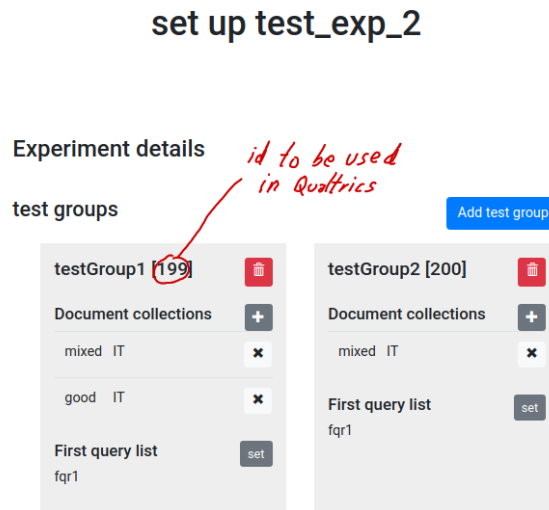 set up test_exp_2
Experiment details
id to be used
in Qualtrics
test groups
Add test group
testGroup1 [199]
Document collections
mixed IT
good IT
First query list
set
fqr1
testGroup2 [200]
Document collections
mixed IT
First query list
set
fqr1